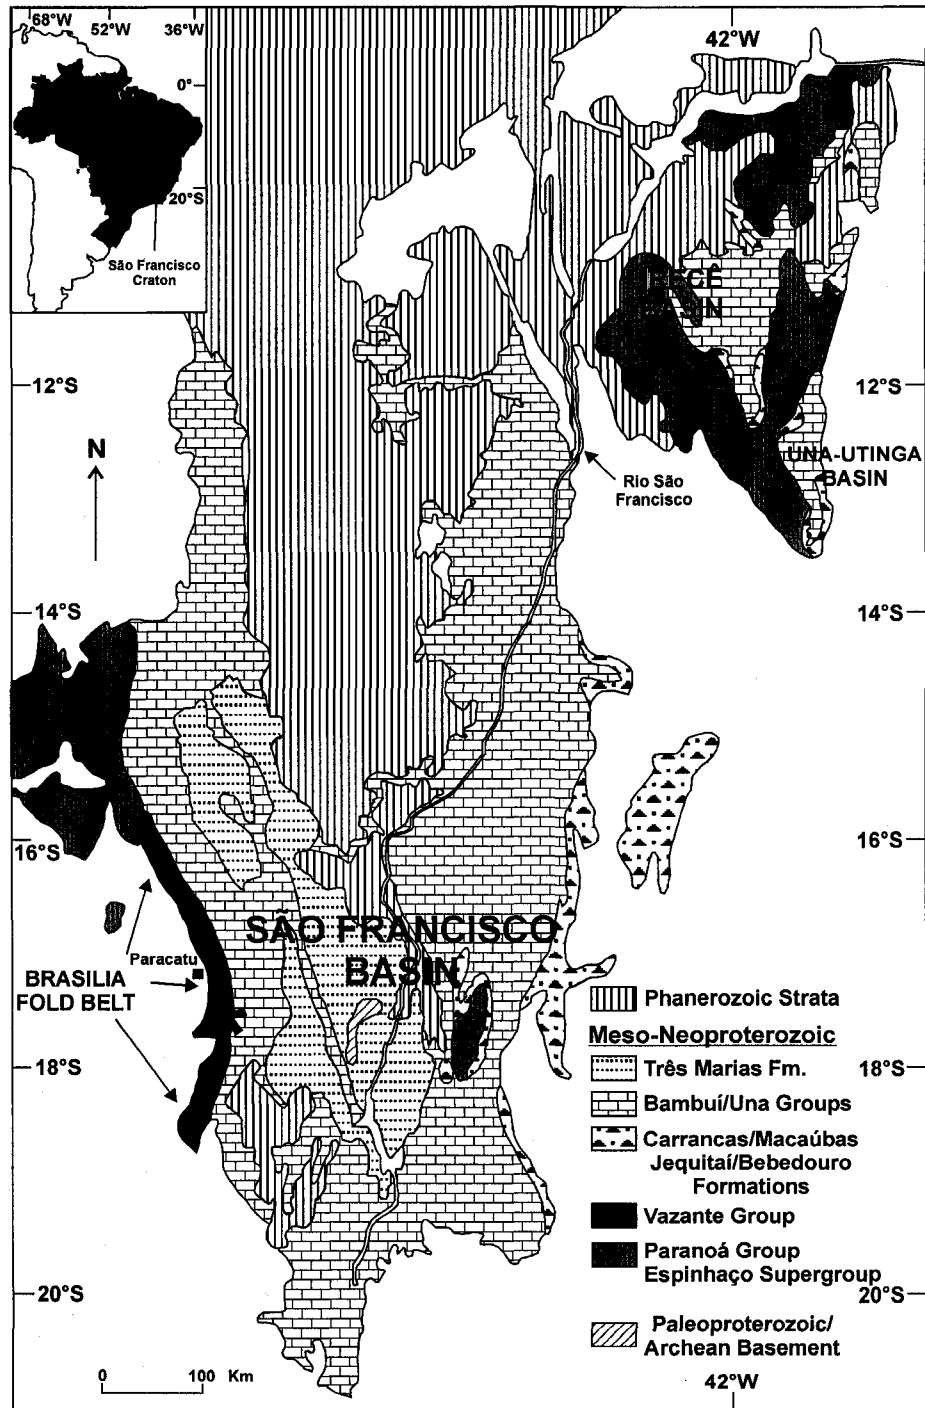 68°W
52°W
36°W
0°
20°S
São Francisco
Craton
42°W
12°S
12°S
N
UNA-UTINGA
BASIN
Rio São
Francisco
14°S
14°S
16°S
16°S
SÃO FRANCISCO
BASIN
Paracatu
BRASILIA
FOLD BELT
18°S
18°S
Phanerozoic Strata
Meso-Neoproterozoic
Três Marias Fm.
Bambuí/Una Groups
Carrancas/Macaúbas
Jequitaí/Bebedouro
Formations
Vazante Group
Paranoá Group
Espinhaço Supergroup
Paleoproterozoic/
Archean Basement
20°S
20°S
0 100 Km
42°W